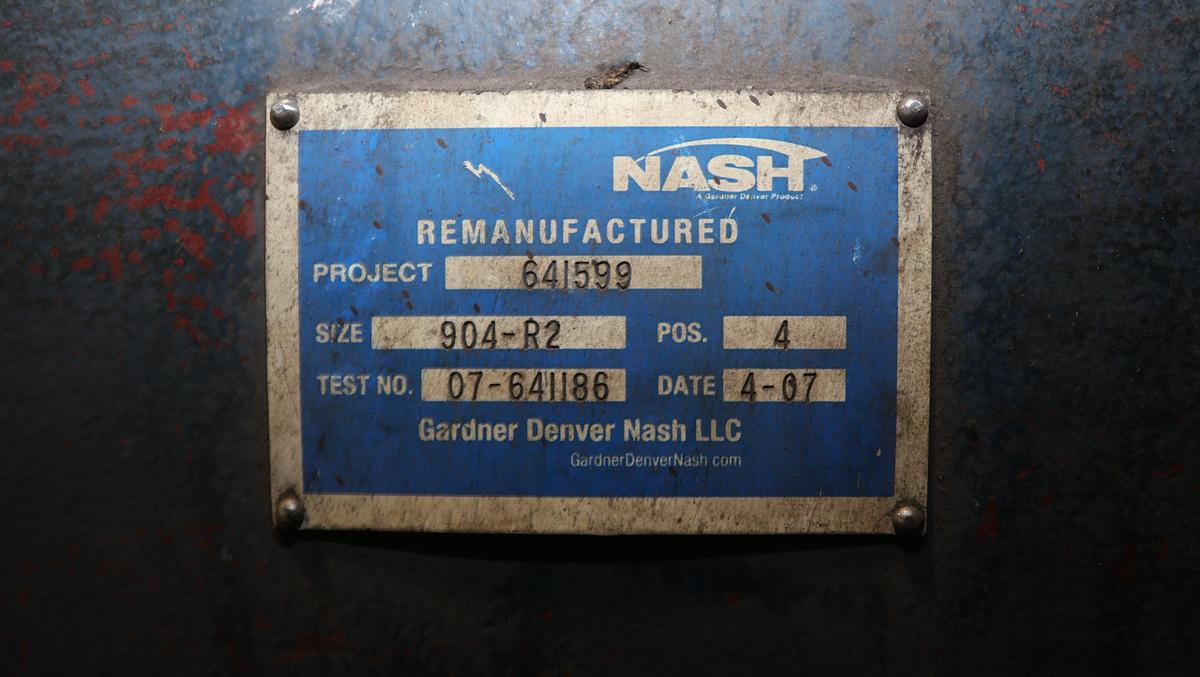 NASH®
A Gardner Denver Product
REMANUFACTURED
PROJECT 641599
SIZE 904-R2 POS. 4
TEST NO. 07-641186 DATE 4-07
Gardner Denver Nash LLC
GardnerDenverNash.com